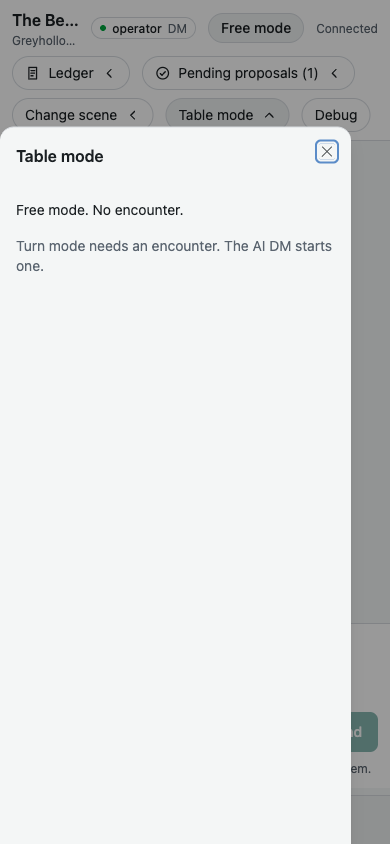 The Be...
operator DM
Free mode
Connected
Greyhollo...
Ledger
Pending proposals (1)
Change scene
Table mode
Debug
Table mode
Free mode. No encounter.
Turn mode needs an encounter. The AI DM starts
one.